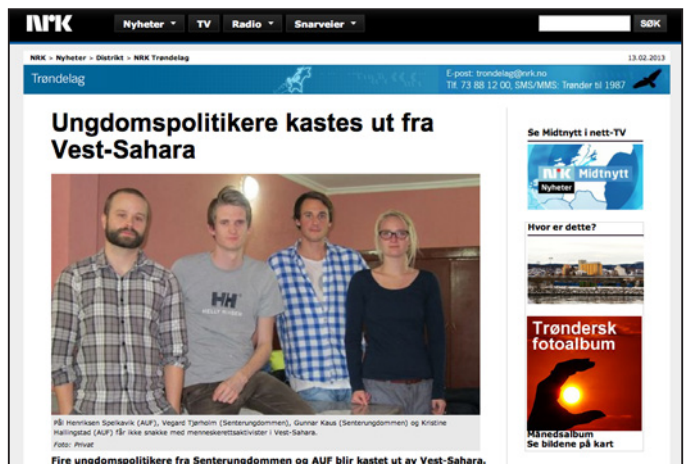 NRK
Nyheter TV Radio Snarveier SØK
NRK > Nyheter > Distrikt > NRK Trøndelag 13.02.2013
Trøndelag
E-post: trondelag@nrk.no
Tlf. 73 88 12 00, SMS/MMS: Trønder til 1987
Ungdomspolitikere kastes ut fra
Vest-Sahara
HH
HELLY HANSEN
Pål Henriksen Spelkavik (AUF), Vegard Tjørholm (Senterungdommen), Gunnar Kaus (Senterungdommen) og Kristine
Hallingstad (AUF) får ikke snakke med menneskerettsaktivister i Vest-Sahara.
Foto: Privat
Fire ungdomspolitikere fra Senterungdommen og AUF blir kastet ut av Vest-Sahara.
Se Midtnytt i nett-TV
NRK Midtnytt
Nyheter
Hvor er dette?
Trøndersk
fotoalbum
Månedsalbum
Se bildene på kart